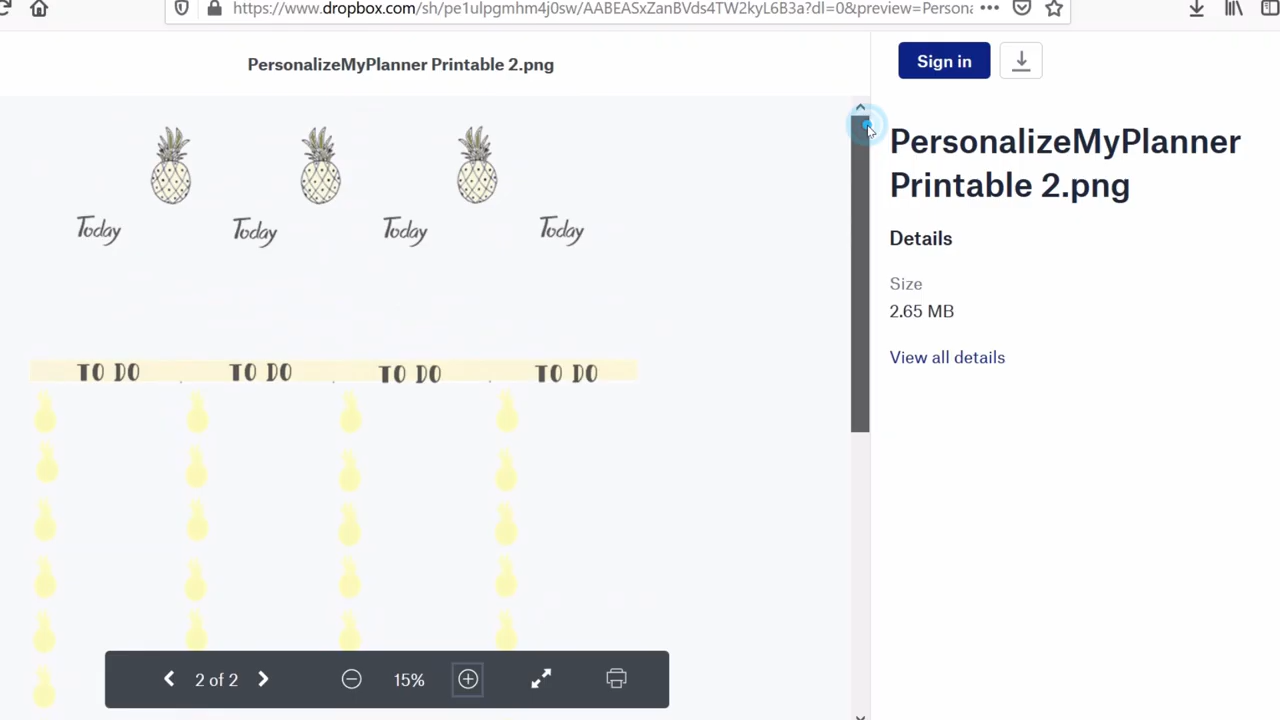 https://www.dropbox.com/sh/pe1ulpgmhm4j0sw/AABEASxZanBVds4TW2kyL6B3a?dl=0&preview=Persona
PersonalizeMyPlanner Printable 2.png
Sign in
PersonalizeMyPlanner
Printable 2.png
Details
Size
2.65 MB
View all details
Today Today Today Today
TO DO TO DO TO DO TO DO
2 of 2
15%